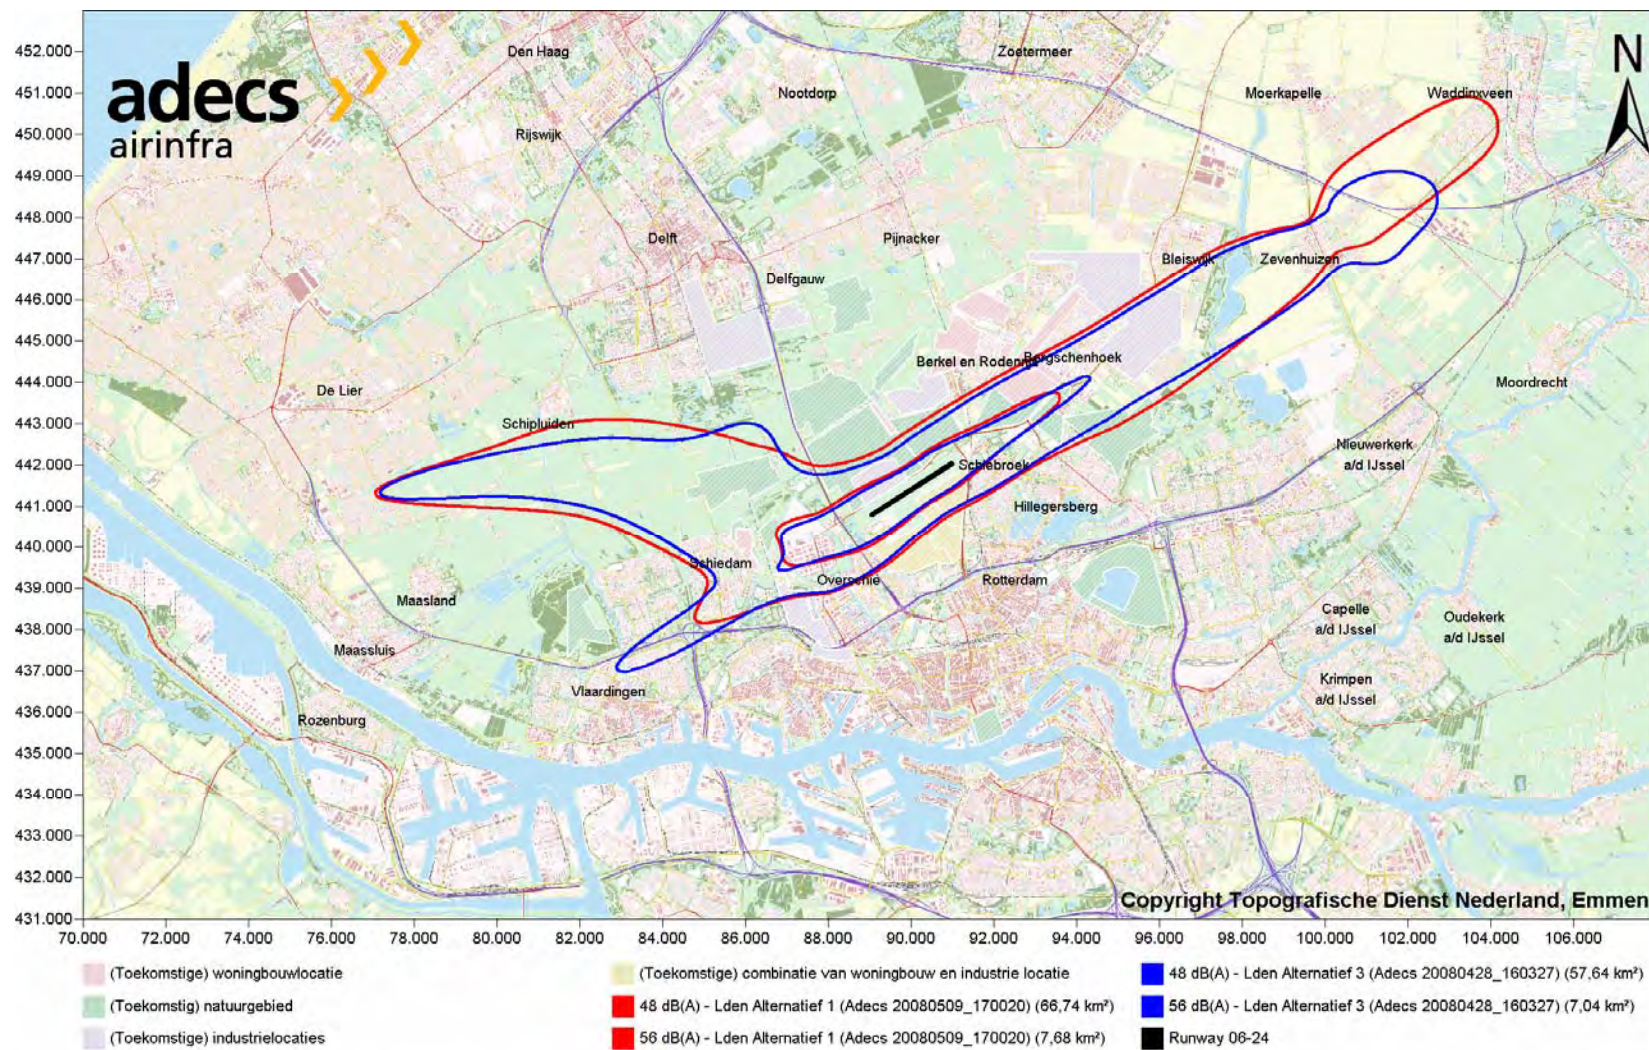 452.000
451.000
450.000
449.000
448.000
447.000
446.000
445.000
444.000
443.000
442.000
441.000
440.000
439.000
438.000
437.000
436.000
435.000
434.000
433.000
432.000
431.000
adecs
airinfra
N
Den Haag
Zoetermeer
Nootdorp
Moerkapelle
Waddinxveen
Rijswijk
Delft
Pijnacker
Delfgauw
Bleiswijk
Zevenhuizen
Berkel en Rodenrijs
Bergschenhoek
De Lier
Moordrecht
Schipluiden
Nieuwerkerk
a/d IJssel
Schiebroek
Hillegersberg
Schiedam
Overschie
Rotterdam
Maasland
Capelle
a/d IJssel
Oudekerk
a/d IJssel
Maassluis
Vlaardingen
Krimpen
a/d IJssel
Rozenburg
Copyright Topografische Dienst Nederland, Emmen
70.000 72.000 74.000 76.000 78.000 80.000 82.000 84.000 86.000 88.000 90.000 92.000 94.000 96.000 98.000 100.000 102.000 104.000 106.000
(Toekomstige) woningbouwlocatie
(Toekomstig) natuurgebied
(Toekomstige) industrielocaties
(Toekomstige) combinatie van woningbouw en industrie locatie
48 dB(A) - Lden Alternatief 1 (Adecs 20080509_170020) (66,74 km²)
56 dB(A) - Lden Alternatief 1 (Adecs 20080509_170020) (7,68 km²)
48 dB(A) - Lden Alternatief 3 (Adecs 20080428_160327) (57,64 km²)
56 dB(A) - Lden Alternatief 3 (Adecs 20080428_160327) (7,04 km²)
Runway 06-24